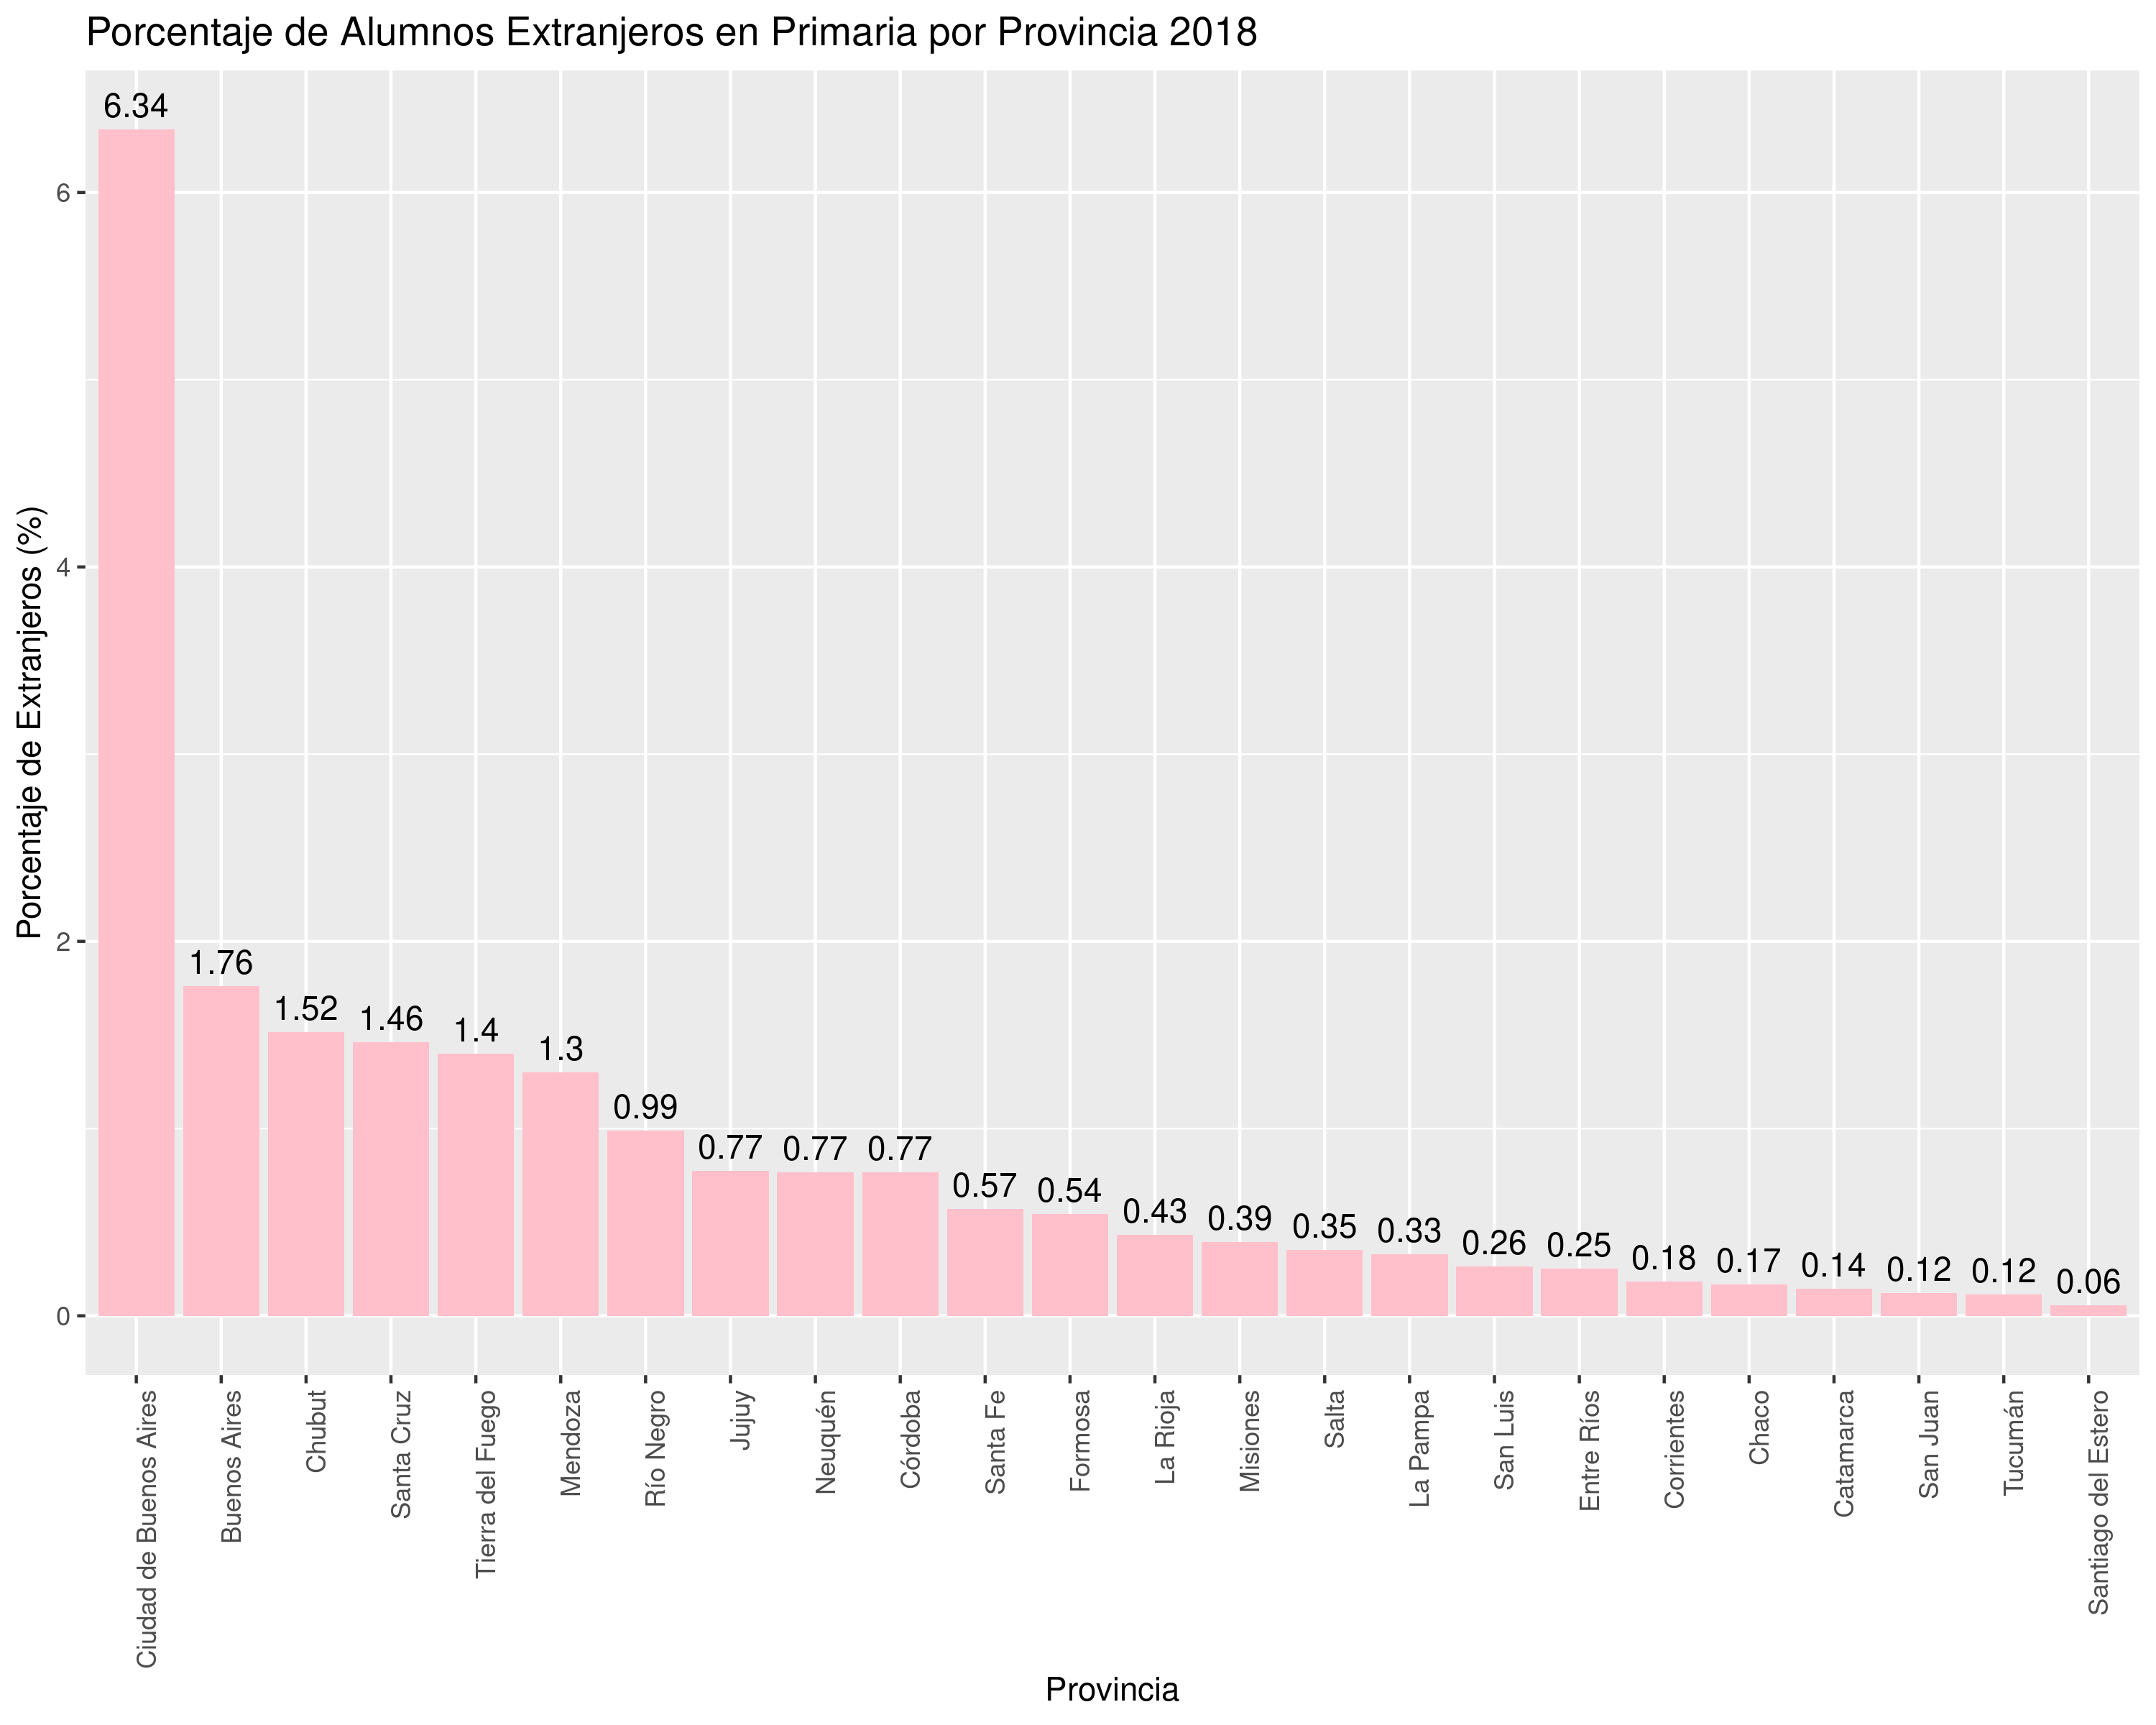 Porcentaje de Alumnos Extranjeros en Primaria por Provincia 2018
Porcentaje de Extranjeros (%)
6
4
2
0
6.34
1.76
1.52
1.46
1.4
1.3
0.99
0.77
0.77
0.77
0.57
0.54
0.43
0.39
0.35
0.33
0.26
0.25
0.18
0.17
0.14
0.12
0.12
0.06
Ciudad de Buenos Aires
Buenos Aires
Chubut
Santa Cruz
Tierra del Fuego
Mendoza
Río Negro
Jujuy
Neuquén
Córdoba
Santa Fe
Formosa
La Rioja
Misiones
Salta
La Pampa
San Luis
Entre Ríos
Corrientes
Chaco
Catamarca
San Juan
Tucumán
Santiago del Estero
Provincia